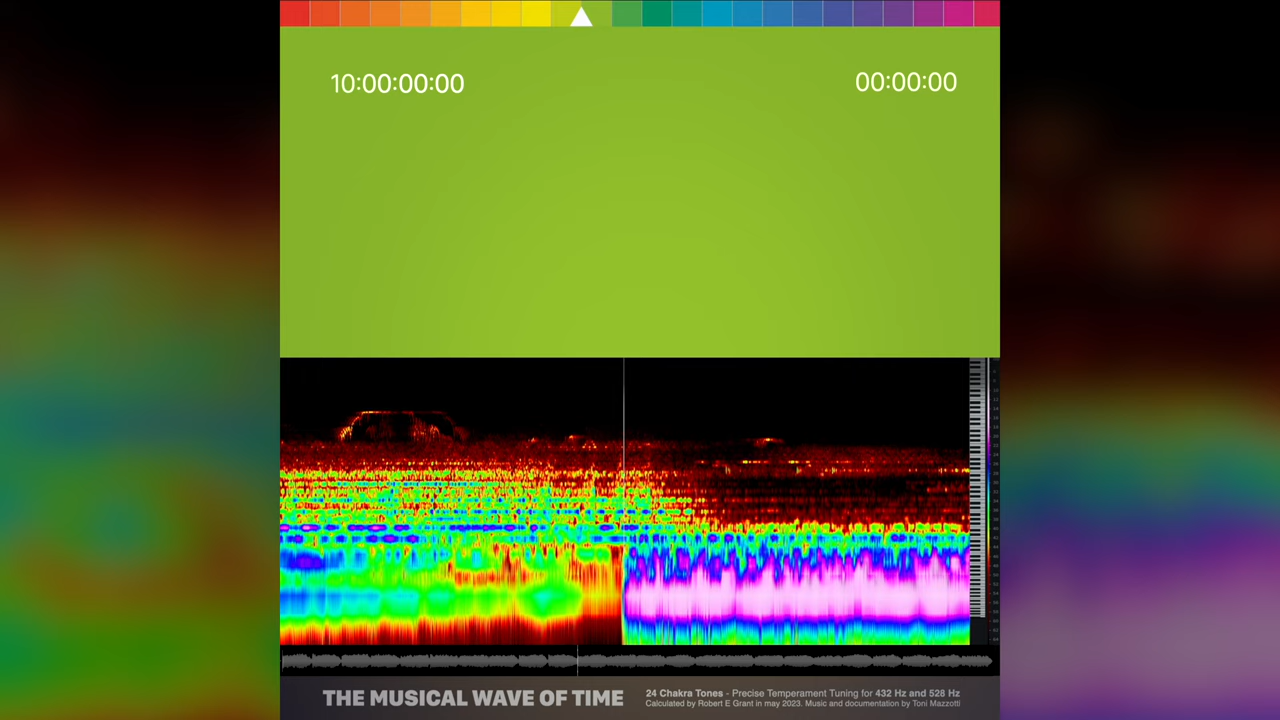 10:00:00:00
00:00:00
THE MUSICAL WAVE OF TIME
24 Chakra Tones - Precise Temperament Tuning for 432 Hz and 528 Hz
Calculated by Robert E Grant in may 2023. Music and documentation by Toni Mazzotti